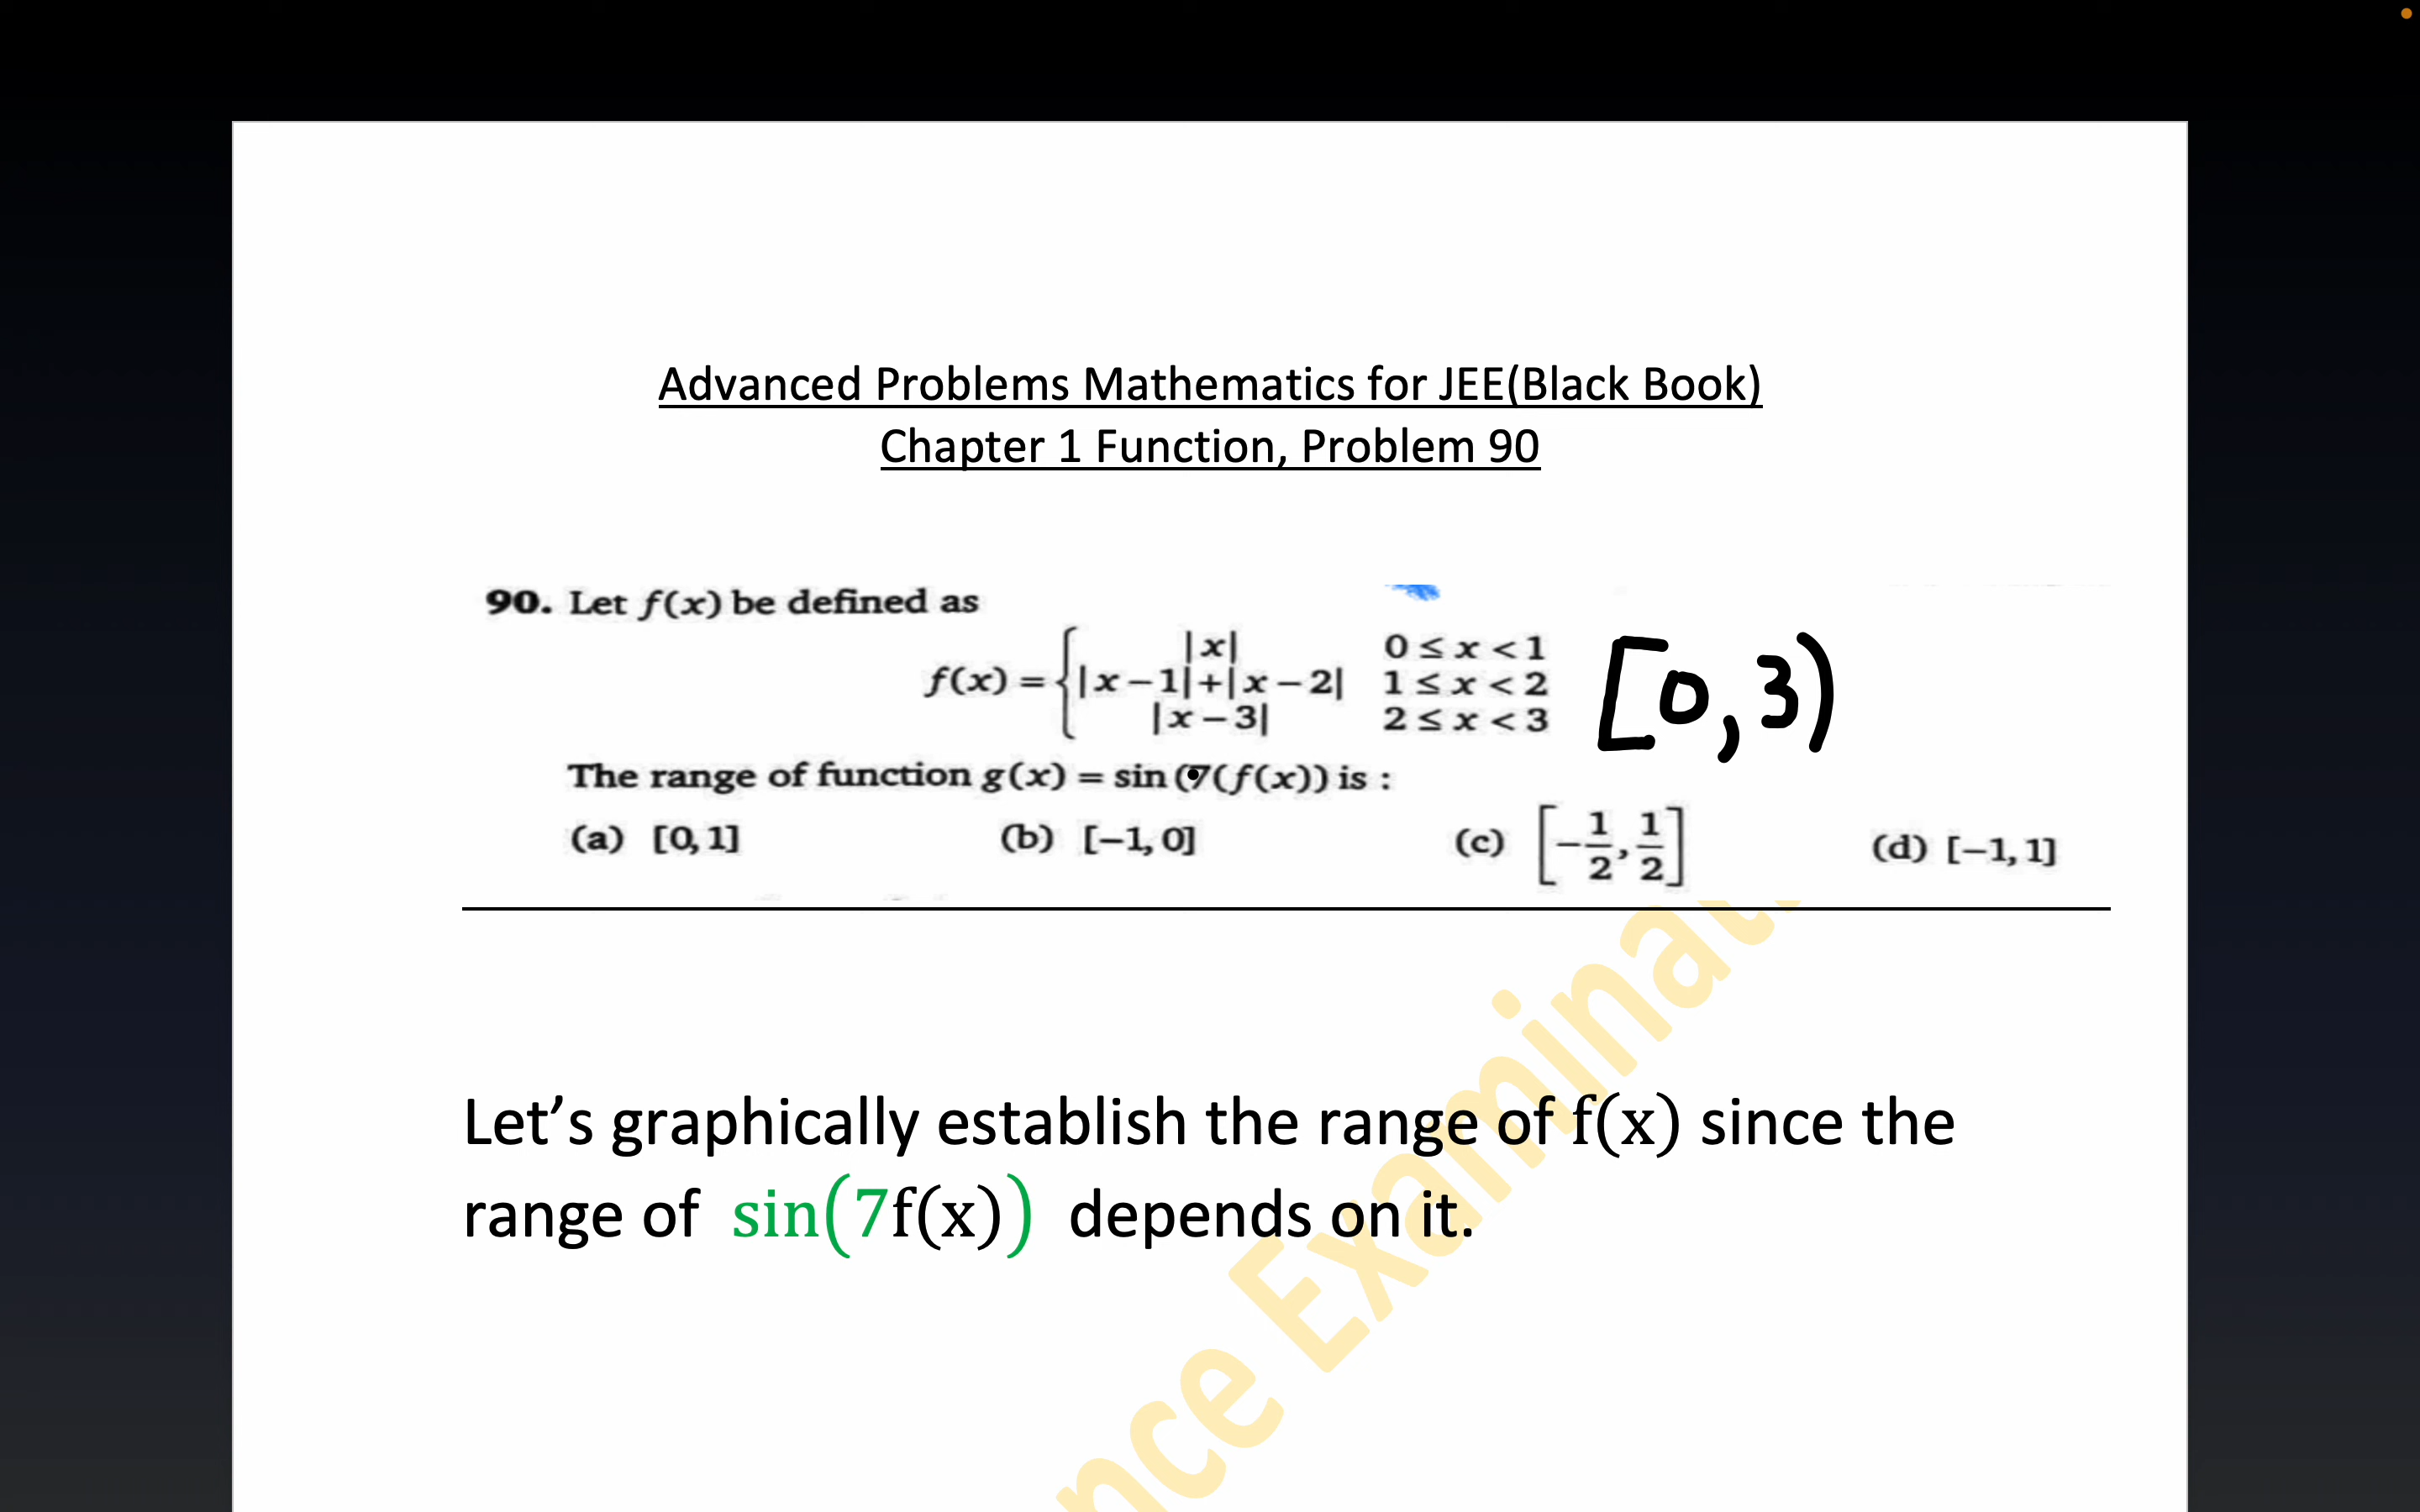 Advanced Problems Mathematics for JEE(Black Book)
Chapter 1 Function, Problem 90
90. Let f(x) be defined as
f(x) = { |x| 0 ≤ x < 1
|x − 1|+|x − 2| 1 ≤ x < 2
|x − 3| 2 ≤ x < 3
[0,3)
The range of function g(x) = sin (7(f(x)) is :
(a) [0, 1] (b) [−1, 0] (c) [−1/2, 1/2] (d) [−1, 1]
Let’s graphically establish the range of f(x) since the
range of sin(7f(x)) depends on it.
nce Examinat